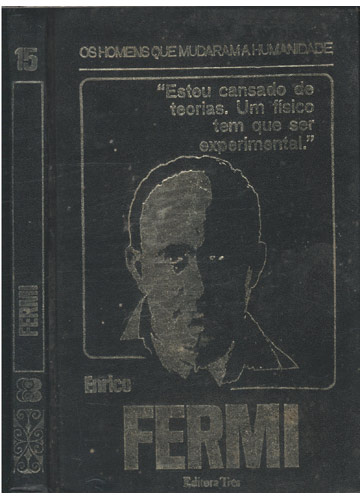 15
FERMI
3
OS HOMENS QUE MUDARAM A HUMANIDADE
"Estou cansado de
teorias. Um físico
tem que ser
experimental."
Enrico
FERMI
Editora Três